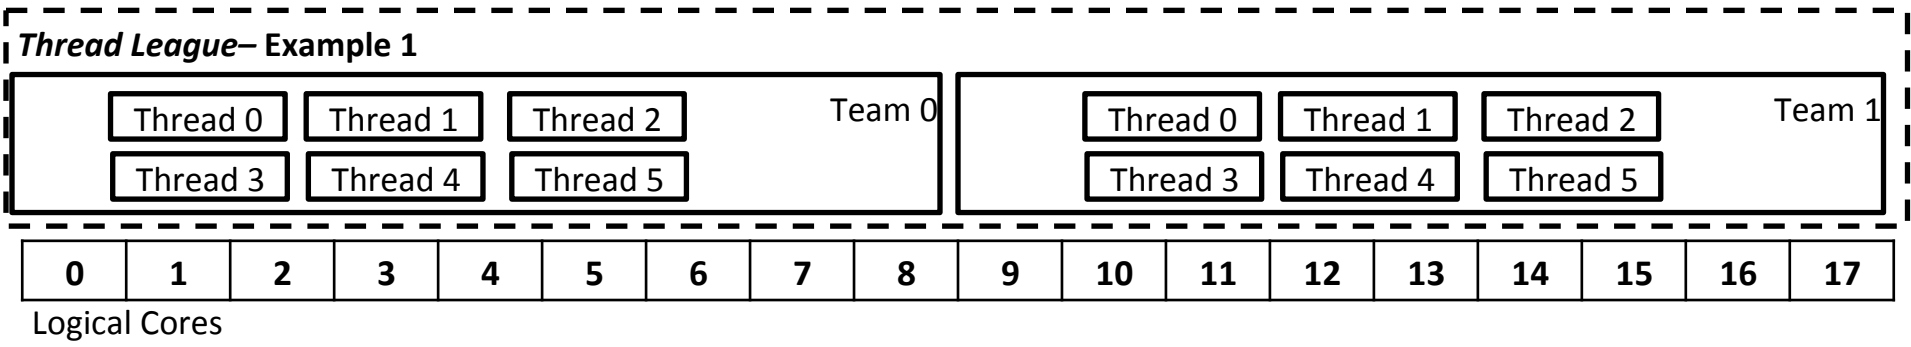 Thread League– Example 1
Thread 0 Thread 1 Thread 2 Team 0
Thread 3 Thread 4 Thread 5
Thread 0 Thread 1 Thread 2 Team 1
Thread 3 Thread 4 Thread 5
0 1 2 3 4 5 6 7 8 9 10 11 12 13 14 15 16 17
Logical Cores